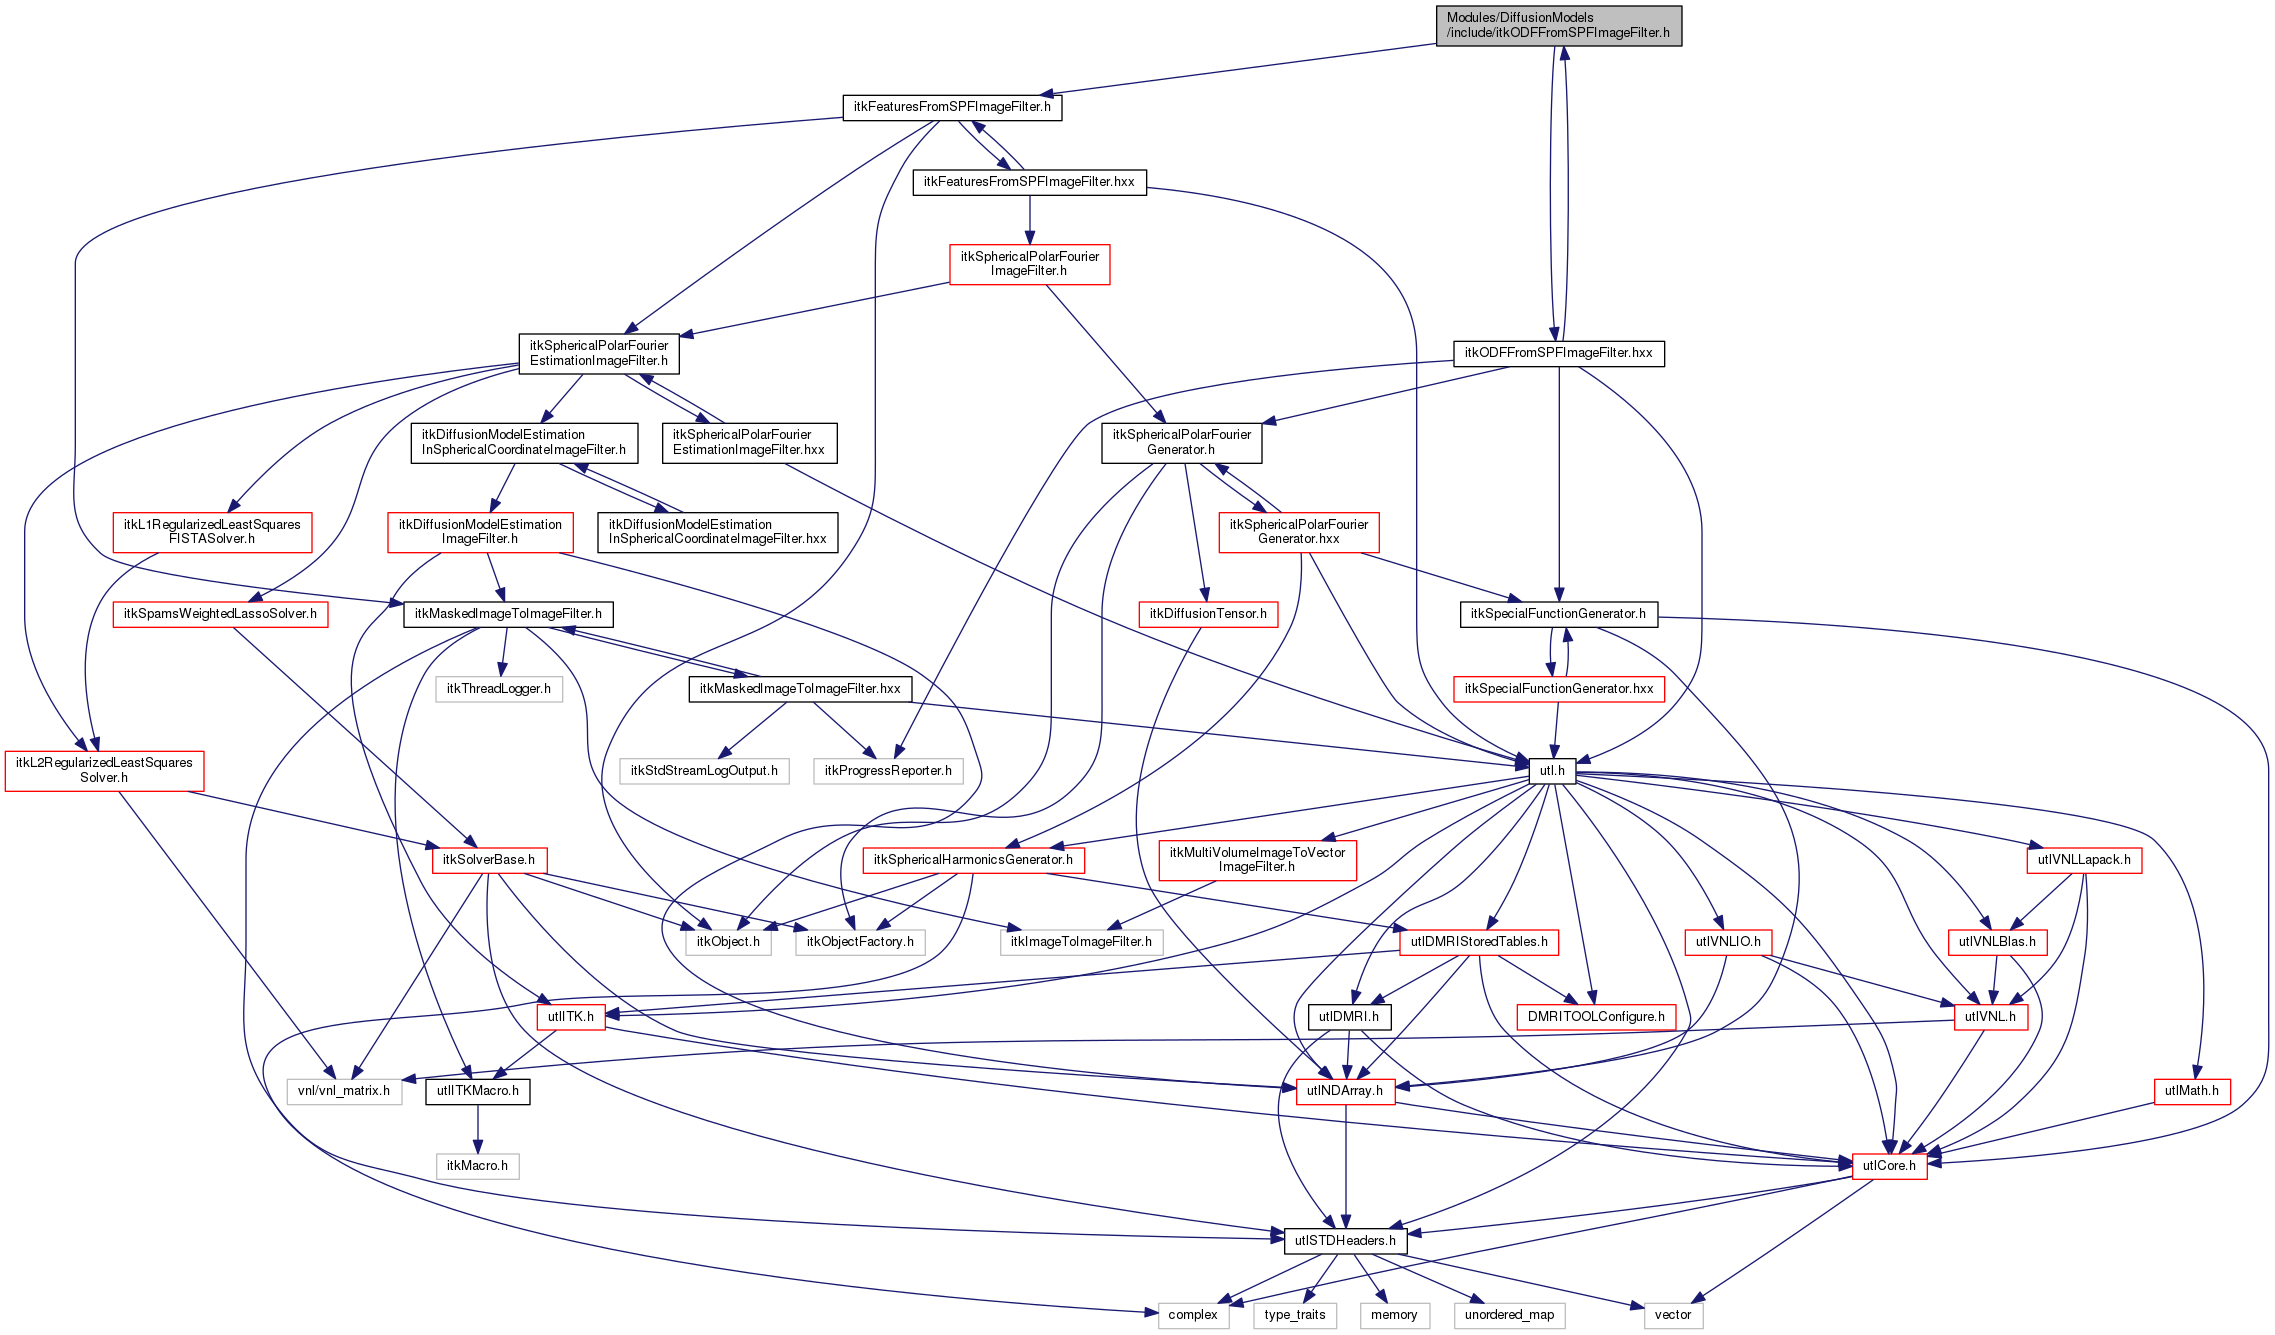 Modules/DiffusionModels
/include/itkODFFromSPFImageFilter.h
itkFeaturesFromSPFImageFilter.h
itkFeaturesFromSPFImageFilter.hxx
itkSphericalPolarFourier
ImageFilter.h
itkSphericalPolarFourier
EstimationImageFilter.h
itkODFFromSPFImageFilter.hxx
itkDiffusionModelEstimation
InSphericalCoordinateImageFilter.h
itkSphericalPolarFourier
EstimationImageFilter.hxx
itkSphericalPolarFourier
Generator.h
itkL1RegularizedLeastSquares
FISTASolver.h
itkDiffusionModelEstimation
ImageFilter.h
itkDiffusionModelEstimation
InSphericalCoordinateImageFilter.hxx
itkSphericalPolarFourier
Generator.hxx
itkSpamsWeightedLassoSolver.h
itkMaskedImageToImageFilter.h
itkDiffusionTensor.h
itkSpecialFunctionGenerator.h
itkThreadLogger.h
itkMaskedImageToImageFilter.hxx
itkSpecialFunctionGenerator.hxx
itkL2RegularizedLeastSquares
Solver.h
itkStdStreamLogOutput.h
itkProgressReporter.h
utl.h
itkSolverBase.h
itkSphericalHarmonicsGenerator.h
itkMultiVolumeImageToVector
ImageFilter.h
utlVNLLapack.h
itkObject.h
itkObjectFactory.h
itkImageToImageFilter.h
utlDMRIStoredTables.h
utlVNLIO.h
utlVNLBlas.h
utlITK.h
utlDMRI.h
DMRITOOLConfigure.h
utlVNL.h
vnl/vnl_matrix.h
utlITKMacro.h
utlNDArray.h
utlMath.h
itkMacro.h
utlCore.h
utlSTDHeaders.h
complex
type_traits
memory
unordered_map
vector